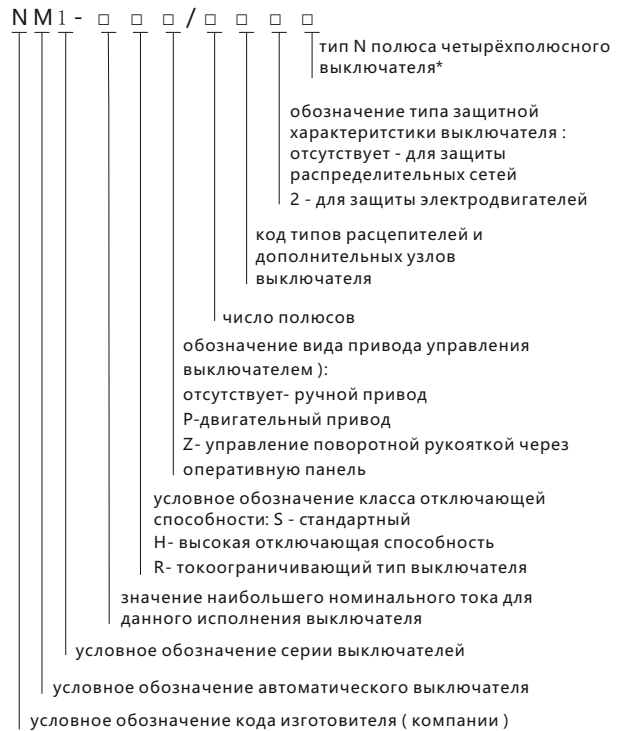 NM1-□ □ □/□ □ □ □
тип N полюса четырёхполюсного
выключателя*
обозначение типа защитной
характеритстики выключателя :
отсутствует - для защиты
распределительных сетей
2 - для защиты электродвигателей
код типов расцепителей и
дополнительных узлов
выключателя
число полюсов
обозначение вида привода управления
выключателем ):
отсутствует- ручной привод
P-двигательный привод
Z- управление поворотной рукояткой через
оперативную панель
условное обозначение класса отключающей
способности: S - стандартный
H- высокая отключающая способность
R- токоограничивающий тип выключателя
значение наибольшего номинального тока для
данного исполнения выключателя
условное обозначение серии выключателей
условное обозначение автоматического выключателя
условное обозначение кода изготовителя ( компании )